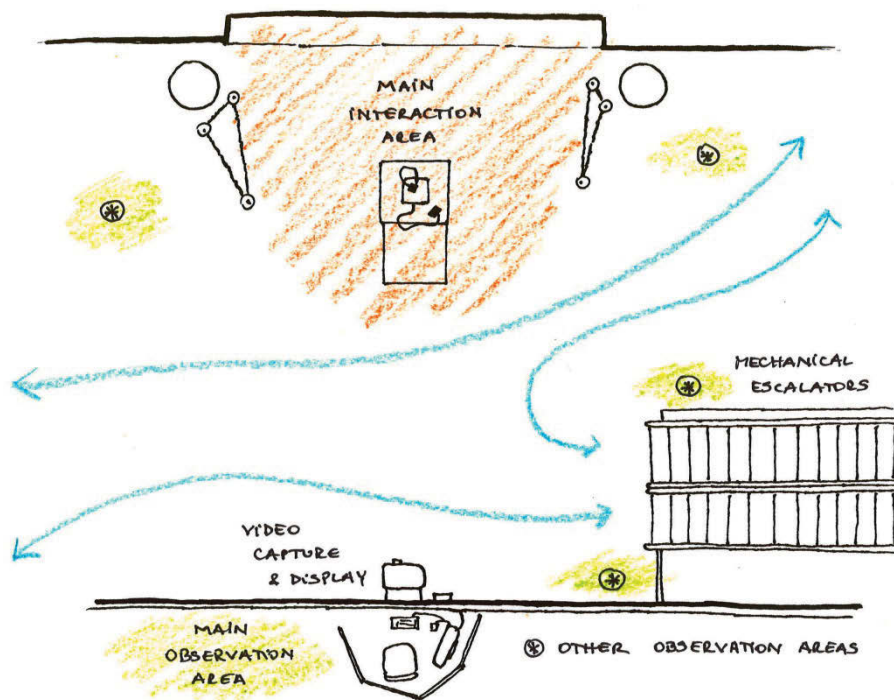 MAIN
INTERACTION
AREA
MECHANICAL
ESCALATORS
VIDEO
CAPTURE
& DISPLAY
MAIN
OBSERVATION
AREA
OTHER OBSERVATION AREAS